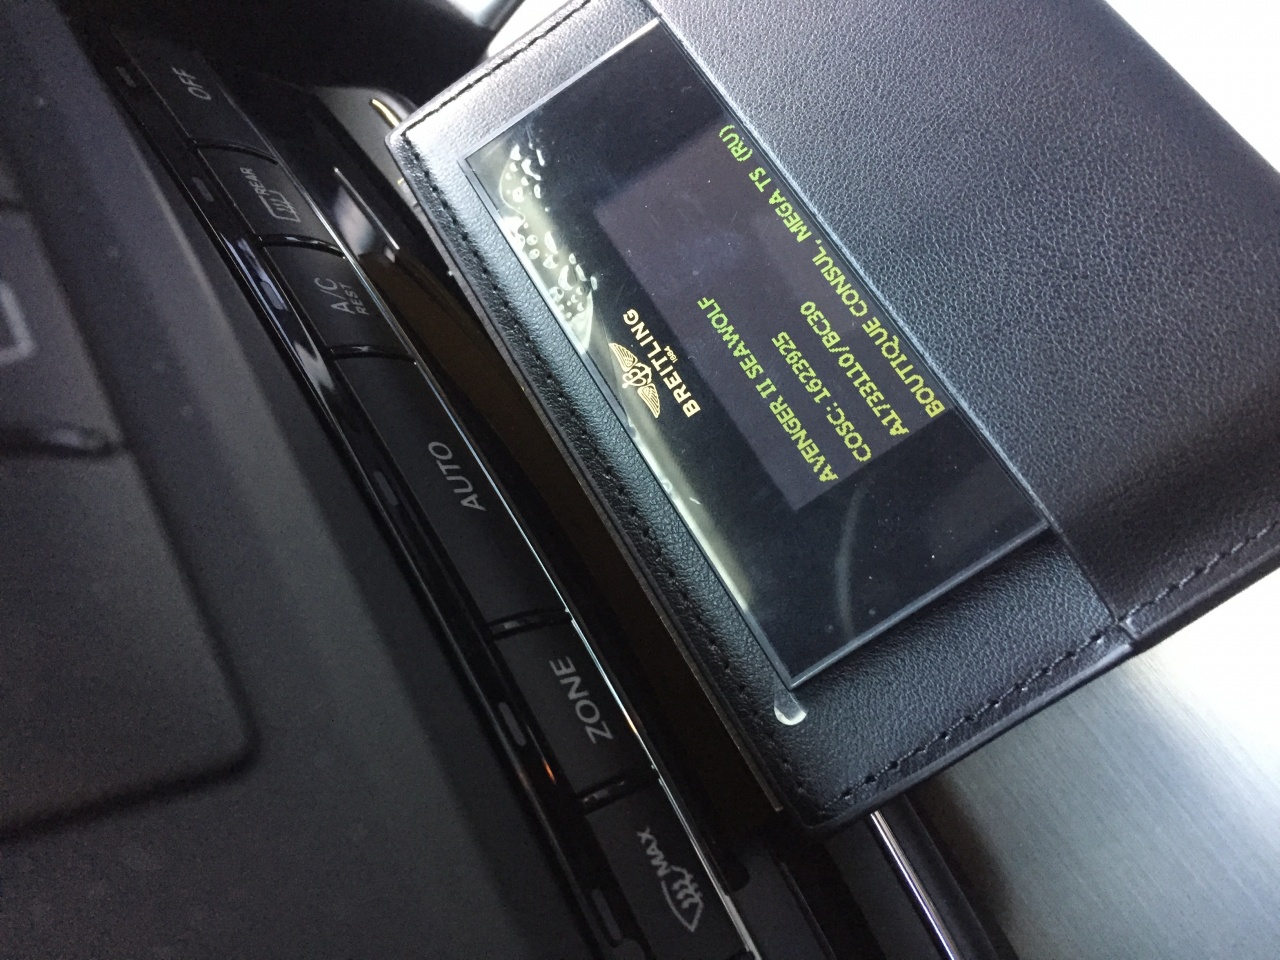 BREITLING
1884
AVENGER II SEAWOLF
COSC: 1623925
A1733110/BC30
BOUTIQUE CONSUL, MEGA TS (RU)
OFF
REAR
A/C
REST
AUTO
ZONE
MAX